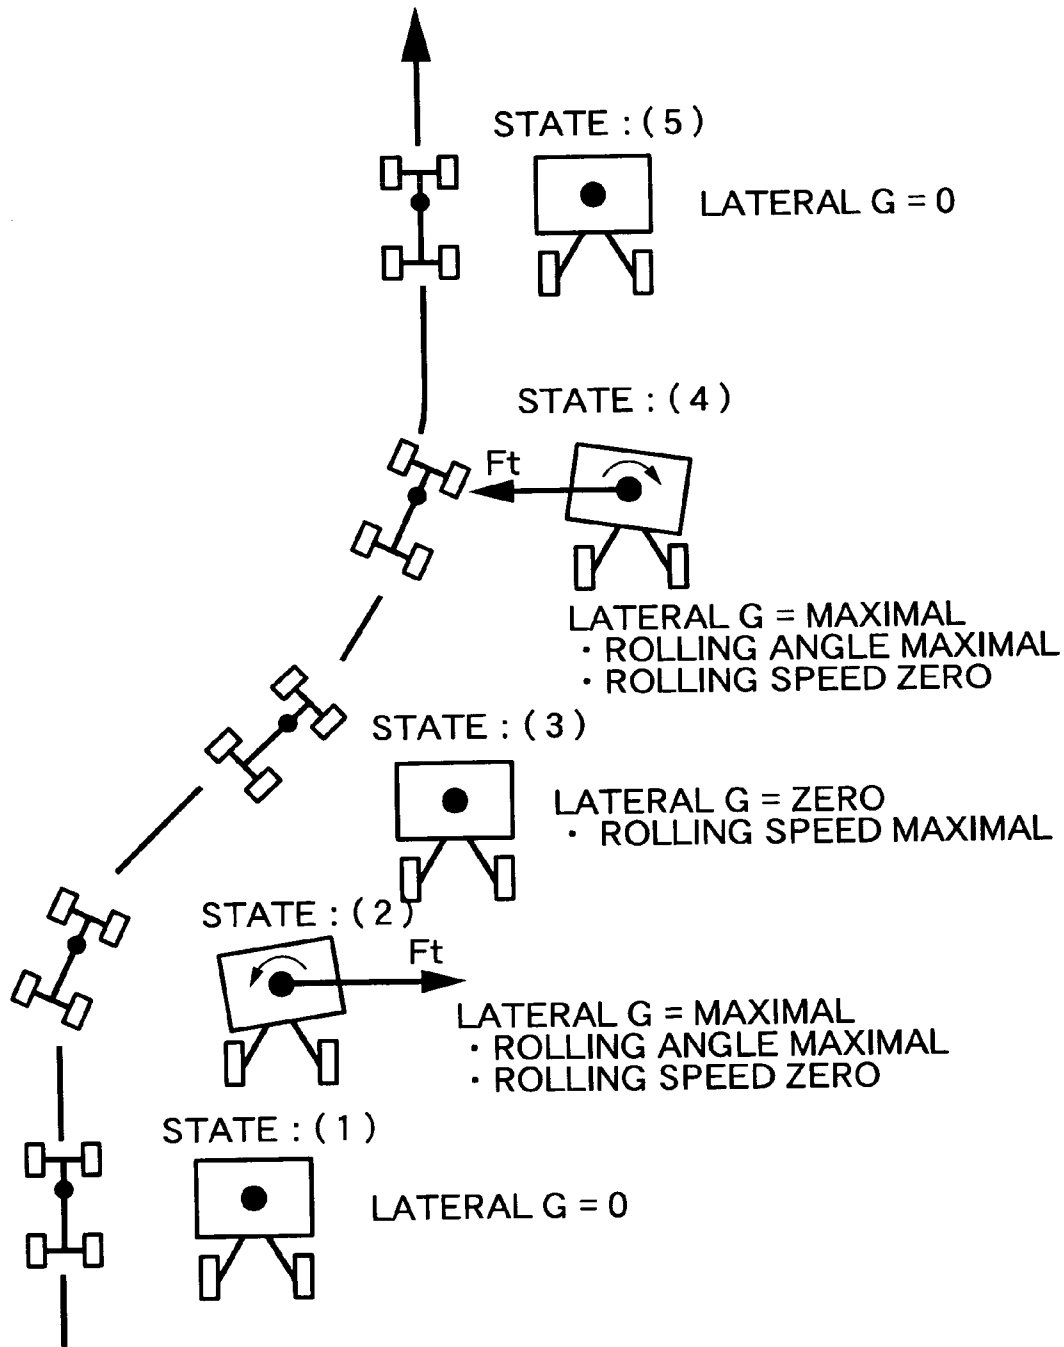 STATE : (5)
LATERAL G = 0
STATE : (4)
Ft
LATERAL G = MAXIMAL
· ROLLING ANGLE MAXIMAL
· ROLLING SPEED ZERO
STATE : (3)
LATERAL G = ZERO
· ROLLING SPEED MAXIMAL
STATE : (2)
Ft
LATERAL G = MAXIMAL
· ROLLING ANGLE MAXIMAL
· ROLLING SPEED ZERO
STATE : (1)
LATERAL G = 0